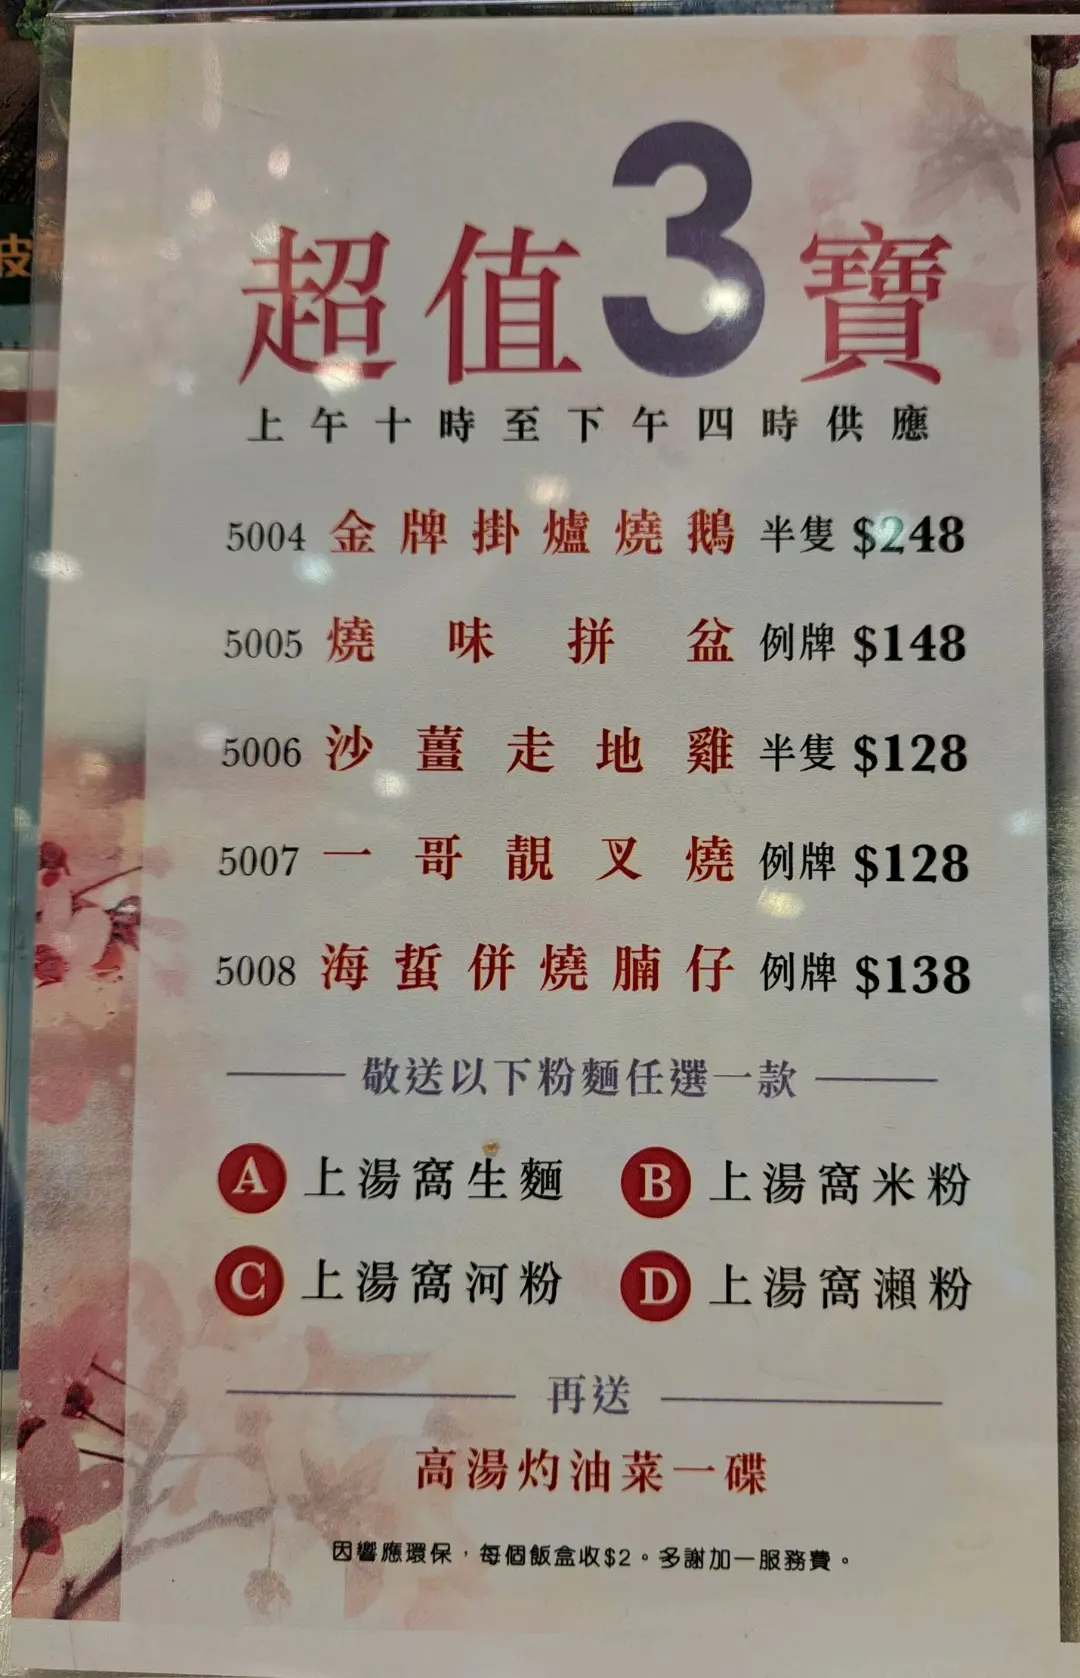 超值3寶
上午十時至下午四時供應
5004 金牌掛爐燒鵝 半隻 $248
5005 燒味拼盆 例牌 $148
5006 沙薑走地雞 半隻 $128
5007 一哥靚叉燒 例牌 $128
5008 海蜇併燒腩仔 例牌 $138
敬送以下粉麵任選一款
A 上湯窩生麵 B 上湯窩米粉
C 上湯窩河粉 D 上湯窩瀨粉
再送
高湯灼油菜一碟
因響應環保，每個飯盒收$2。多謝加一服務費。